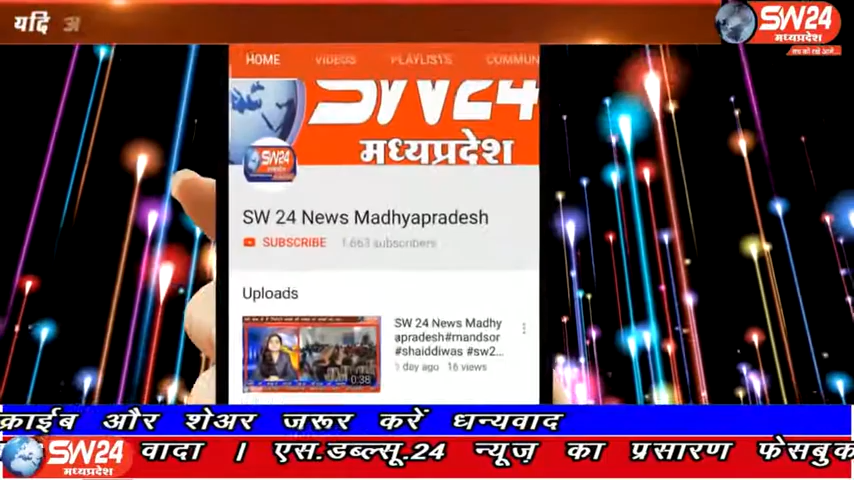 यदि
SW24
मध्यप्रदेश
HOME VIDEOS PLAYLISTS COMMUN
SW24
मध्यप्रदेश
SW24
SW 24 News Madhyapradesh
SUBSCRIBE 1,663 subscribers
Uploads
SW 24 News Madhy
apradesh#mandsor
#shaiddiwas #sw2...
1 day ago 16 views
0:38
क्राईब और शेअर जरूर करें धन्यवाद
SW24
मध्यप्रदेश
वादा । एस.डब्ल्सू.24 न्यूज़ का प्रसारण फेसबुक